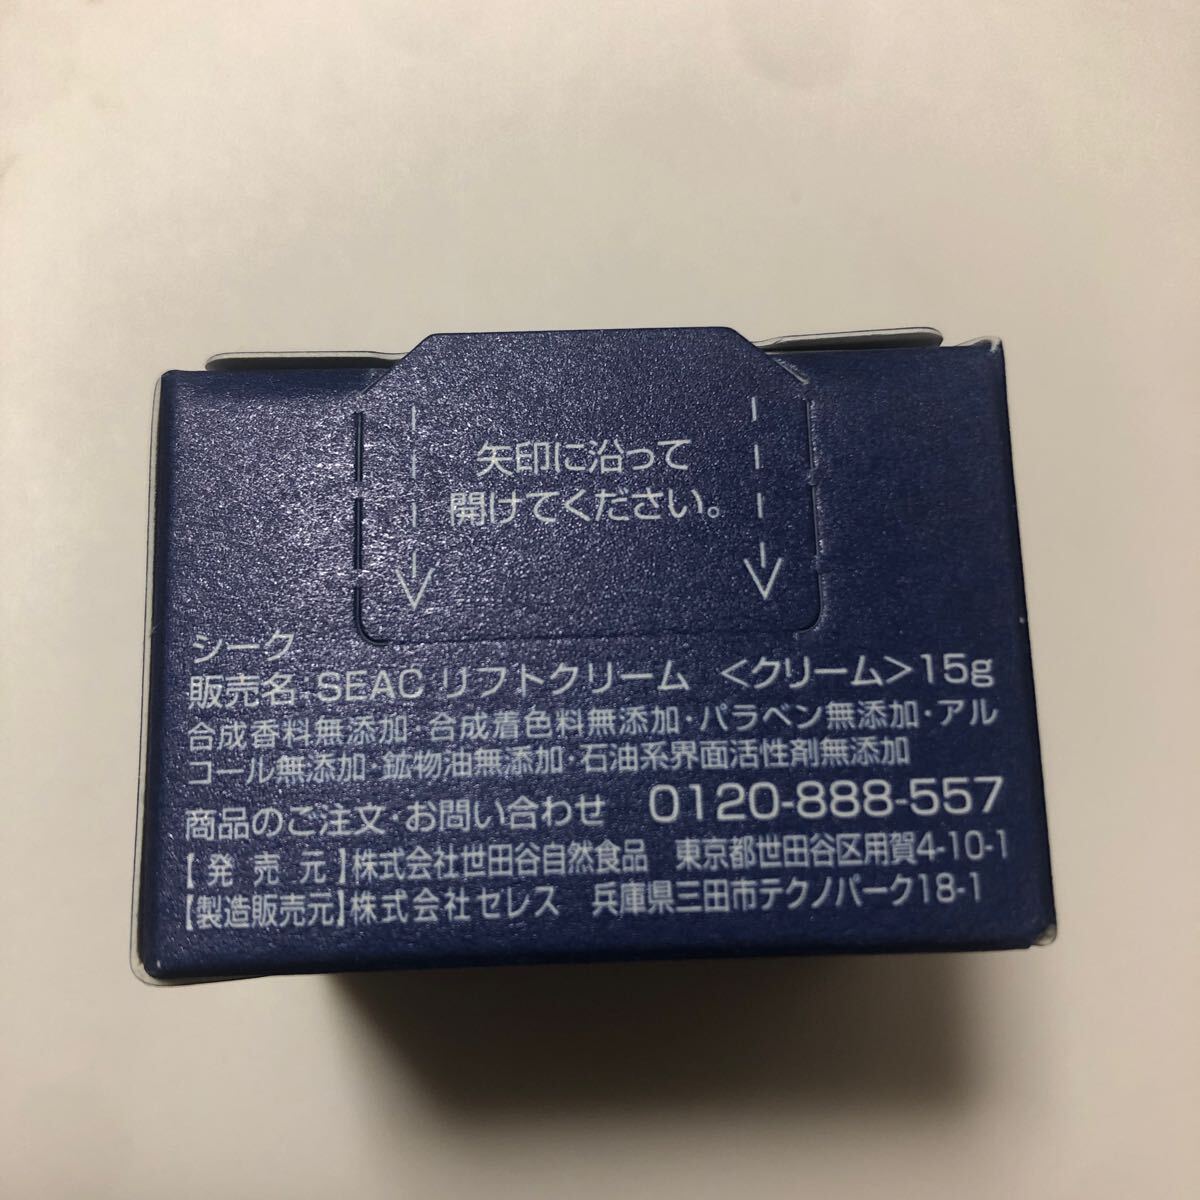 矢印に沿って
開けてください。
シーク
販売名 SEAC リフトクリーム 〈クリーム〉15g
合成香料無添加・合成着色料無添加・パラベン無添加・アル
コール無添加・鉱物油無添加・石油系界面活性剤無添加
商品のご注文・お問い合わせ 0120-888-557
【発 売 元】株式会社世田谷自然食品 東京都世田谷区用賀4-10-1
【製造販売元】株式会社セレス 兵庫県三田市テクノパーク18-1